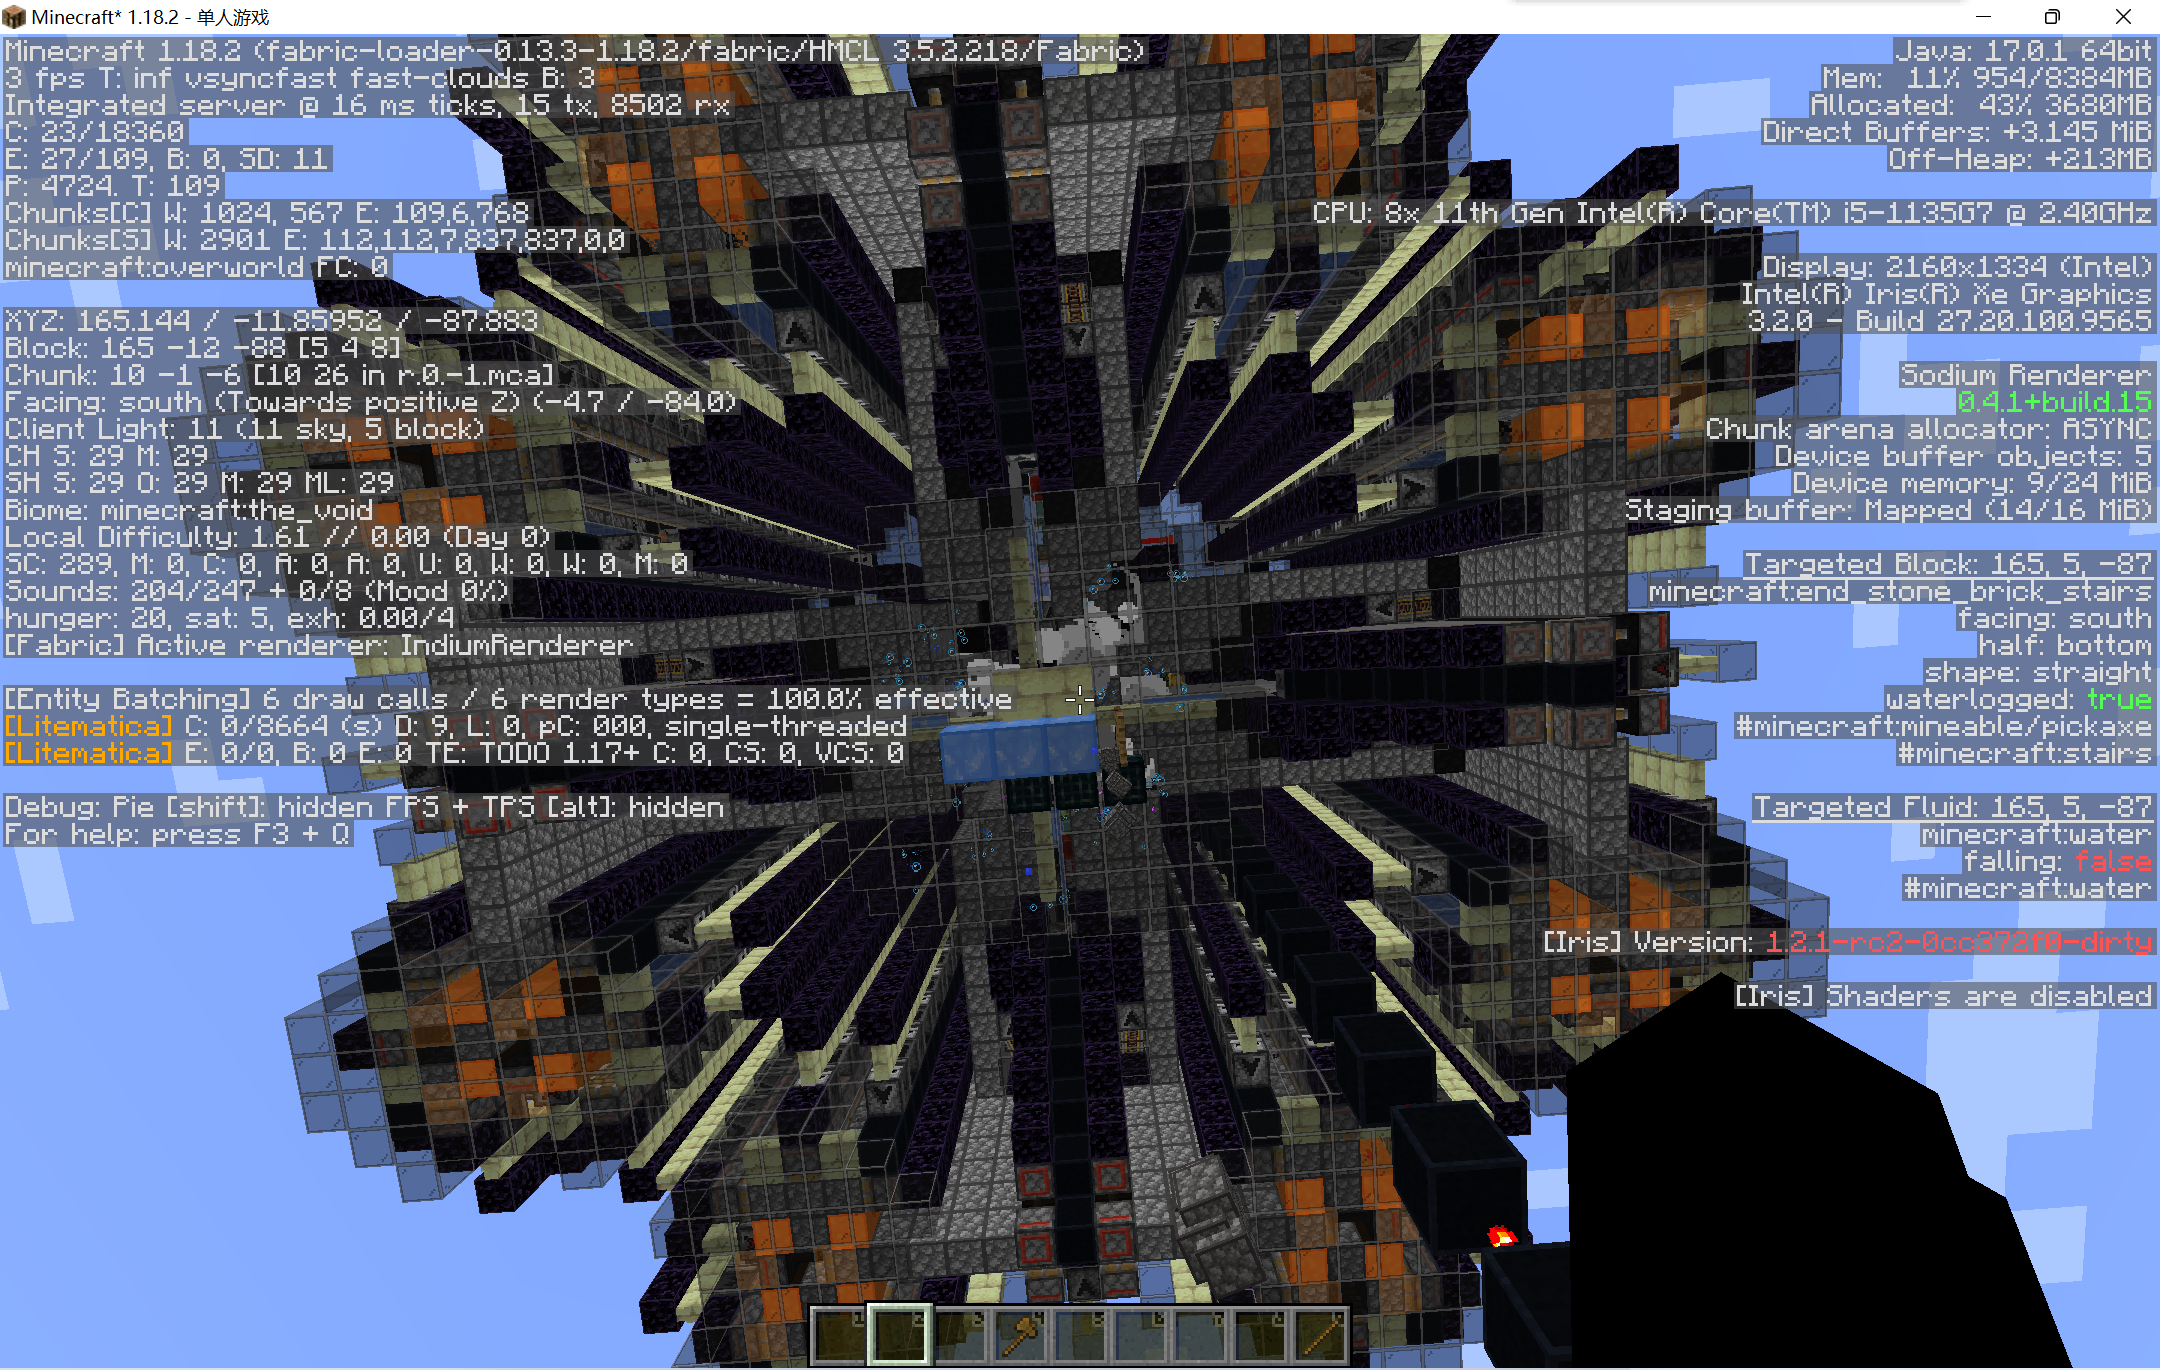 Minecraft* 1.18.2 - 单人游戏
Minecraft 1.18.2 (fabric-loader-0.13.3-1.18.2/fabric/HMCL 3.5.2.218/Fabric)
3 fps T: inf vsyncfast fast-clouds B: 3
Integrated server @ 16 ms ticks, 15 tx, 8502 rx
C: 23/18360
E: 27/109, B: 0, SD: 11
P: 4724. T: 109
Chunks[C] W: 1024, 567 E: 109,6,768
Chunks[S] W: 2901 E: 112,112,7,837,837,0,0
minecraft:overworld FC: 0
XYZ: 165.144 / -11.85952 / -87.883
Block: 165 -12 -88 [5 4 8]
Chunk: 10 -1 -6 [10 26 in r.0.-1.mca]
Facing: south (Towards positive Z) (-4.7 / -84.0)
Client Light: 11 (11 sky, 5 block)
CH S: 29 M: 29
SH S: 29 O: 29 M: 29 ML: 29
Biome: minecraft:the_void
Local Difficulty: 1.61 // 0.00 (Day 0)
SC: 289, M: 0, C: 0, A: 0, A: 0, U: 0, W: 0, W: 0, M: 0
Sounds: 204/247 + 0/8 (Mood 0%)
hunger: 20, sat: 5, exh: 0.00/4
[Fabric] Active renderer: IndiumRenderer
[Entity Batching] 6 draw calls / 6 render types = 100.0% effective
[Litematica] C: 0/8664 (s) D: 9, L: 0, pC: 000, single-threaded
[Litematica] E: 0/0, B: 0 E: 0 TE: TODO 1.17+ C: 0, CS: 0, VCS: 0
Debug: Pie [shift]: hidden FPS + TPS [alt]: hidden
For help: press F3 + Q
Java: 17.0.1 64bit
Mem: 11% 954/8384MB
Allocated: 43% 3680MB
Direct Buffers: +3.145 MiB
Off-Heap: +213MB
CPU: 8x 11th Gen Intel(R) Core(TM) i5-1135G7 @ 2.40GHz
Display: 2160x1334 (Intel)
Intel(R) Iris(R) Xe Graphics
3.2.0 - Build 27.20.100.9565
Sodium Renderer
0.4.1+build.15
Chunk arena allocator: ASYNC
Device buffer objects: 5
Device memory: 9/24 MiB
Staging buffer: Mapped (14/16 MiB)
Targeted Block: 165, 5, -87
minecraft:end_stone_brick_stairs
facing: south
half: bottom
shape: straight
waterlogged: true
#minecraft:mineable/pickaxe
#minecraft:stairs
Targeted Fluid: 165, 5, -87
minecraft:water
falling: false
#minecraft:water
[Iris] Version: 1.2.1-rc2-0cc372f0-dirty
[Iris] Shaders are disabled